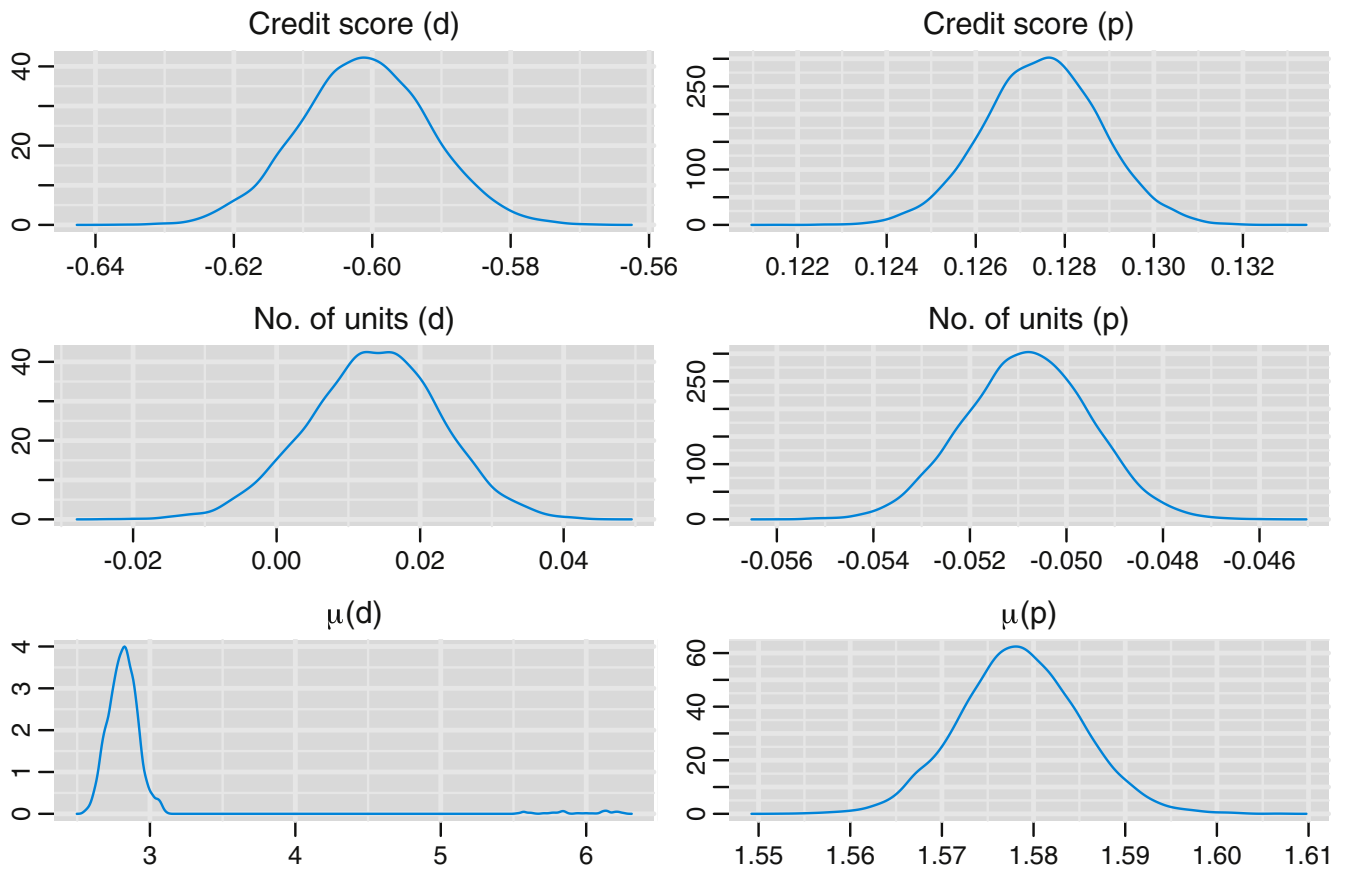 Credit score (d)
0 20 40
-0.64 -0.62 -0.60 -0.58 -0.56
Credit score (p)
0 100 250
0.122 0.124 0.126 0.128 0.130 0.132
No. of units (d)
0 20 40
-0.02 0.00 0.02 0.04
No. of units (p)
0 100 250
-0.056 -0.054 -0.052 -0.050 -0.048 -0.046
μ(d)
0 1 2 3 4
3 4 5 6
μ(p)
0 20 40 60
1.55 1.56 1.57 1.58 1.59 1.60 1.61